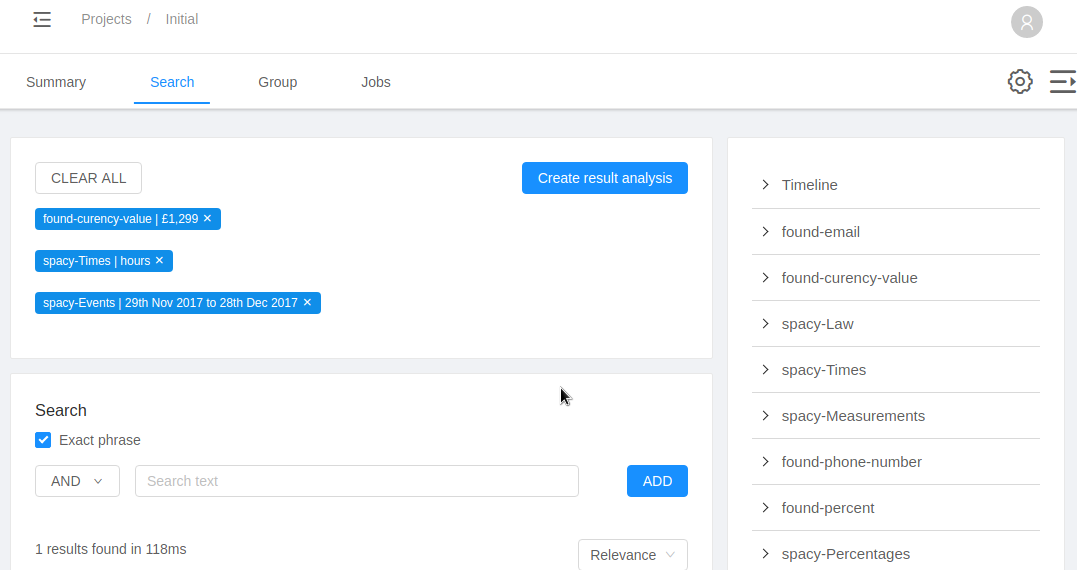 Projects / Initial
Summary Search Group Jobs
CLEAR ALL
Create result analysis
found-curency-value | £1,299 ✕
spacy-Times | hours ✕
spacy-Events | 29th Nov 2017 to 28th Dec 2017 ✕
Search
Exact phrase
AND
Search text
ADD
1 results found in 118ms
Relevance
Timeline
found-email
found-curency-value
spacy-Law
spacy-Times
spacy-Measurements
found-phone-number
found-percent
spacy-Percentages